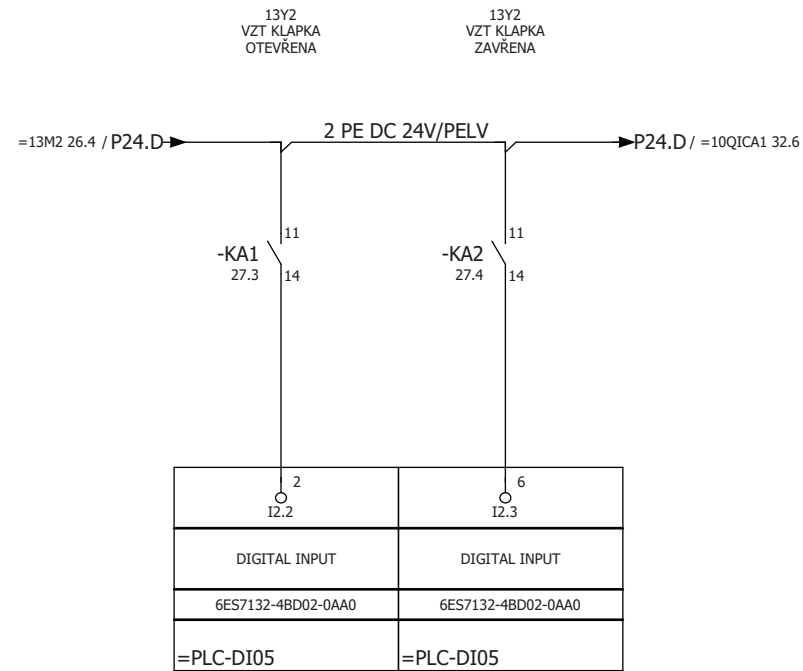 13Y2
VZT KLAPKA
OTEVŘENA
13Y2
VZT KLAPKA
ZAVŘENA
=13M2 26.4 / P24.D
2 PE DC 24V/PELV
P24.D / =10QICA1 32.6
11
-KA1
27.3
14
11
-KA2
27.4
14
2
I2.2
6
I2.3
DIGITAL INPUT
DIGITAL INPUT
6ES7132-4BD02-0AA0
6ES7132-4BD02-0AA0
=PLC-DI05
=PLC-DI05